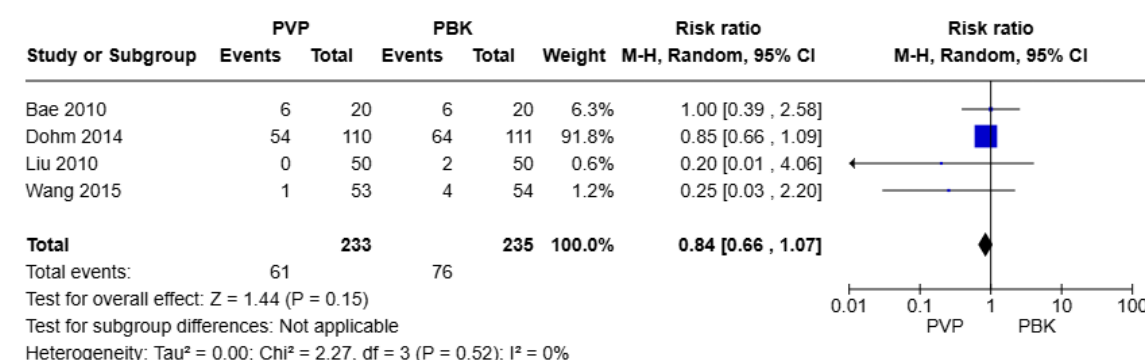 PVP PBK Risk ratio Risk ratio
Study or Subgroup Events Total Events Total Weight M-H, Random, 95% CI M-H, Random, 95% CI
Bae 2010 6 20 6 20 6.3% 1.00 [0.39 , 2.58]
Dohm 2014 54 110 64 111 91.8% 0.85 [0.66 , 1.09]
Liu 2010 0 50 2 50 0.6% 0.20 [0.01 , 4.06]
Wang 2015 1 53 4 54 1.2% 0.25 [0.03 , 2.20]
Total 233 235 100.0% 0.84 [0.66 , 1.07]
Total events: 61 76
0.01 0.1 1 10 100
Test for overall effect: Z = 1.44 (P = 0.15)
PVP PBK
Test for subgroup differences: Not applicable
Heterogeneity: Tau² = 0.00; Chi² = 2.27, df = 3 (P = 0.52); I² = 0%